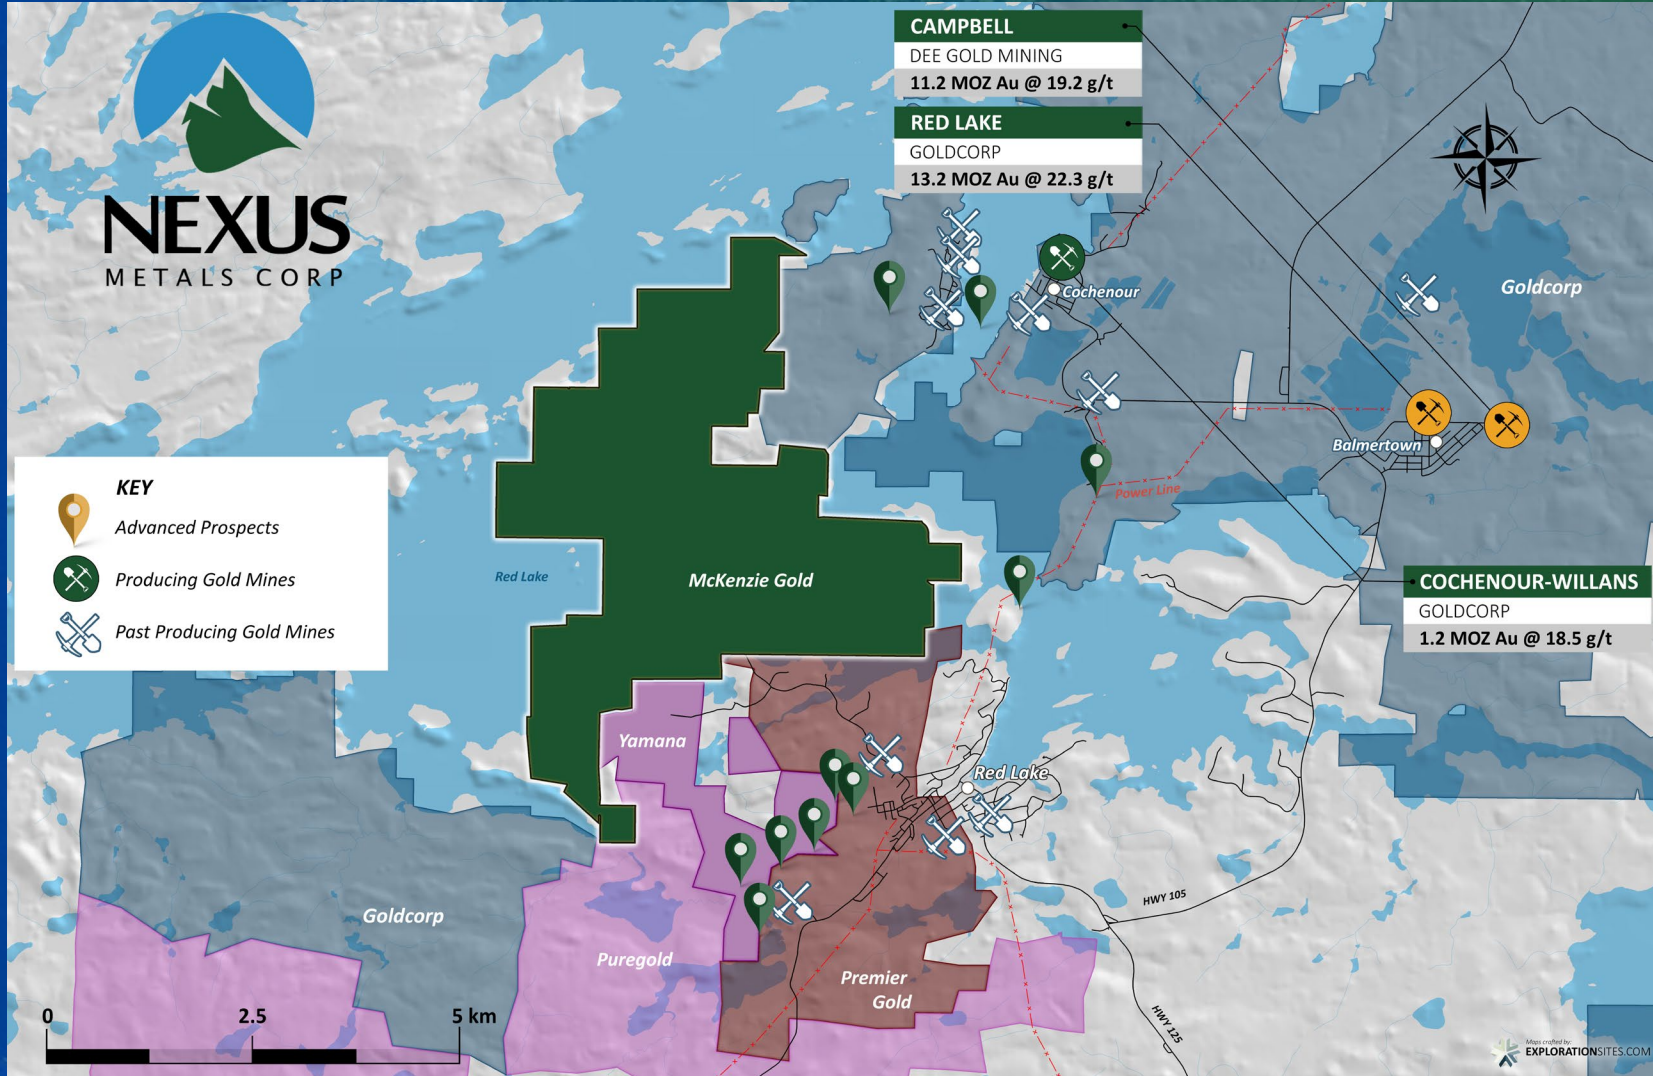 NEXUS
METALS CORP
CAMPBELL
DEE GOLD MINING
11.2 MOZ Au @ 19.2 g/t
RED LAKE
GOLDCORP
13.2 MOZ Au @ 22.3 g/t
Cochenour
Goldcorp
Balmertown
Power Line
KEY
Advanced Prospects
Producing Gold Mines
Past Producing Gold Mines
Red Lake
McKenzie Gold
COCHENOUR-WILLANS
GOLDCORP
1.2 MOZ Au @ 18.5 g/t
Yamana
Red Lake
Goldcorp
Puregold
Premier
Gold
HWY 105
HWY 125
0 2.5 5 km
Maps crafted by:
EXPLORATIONSITES.COM